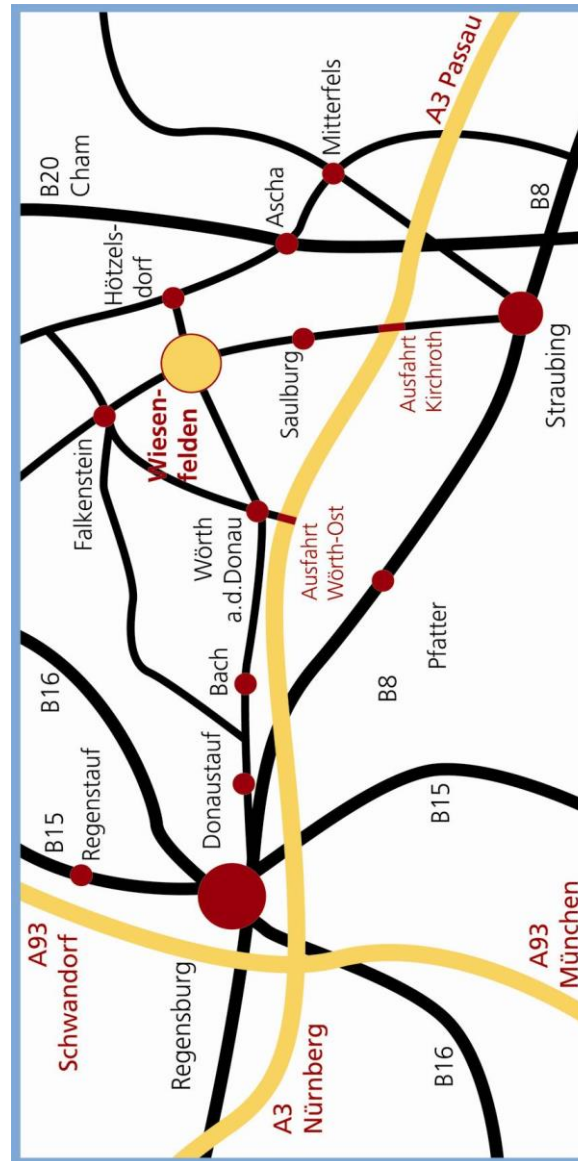 A93
Schwandorf
B15
Regenstauf
B16
Falkenstein
Wiesen-
felden
Hötzels-
dorf
B20
Cham
Regensburg
Donaustauf
Bach
Wörth
a.d.Donau
Saulburg
Ascha
Mitterfels
A3
Nürnberg
Ausfahrt
Wörth-Ost
Ausfahrt
Kirchroth
A3 Passau
B8
Pfatter
Straubing
B8
B16
A93
München
B15